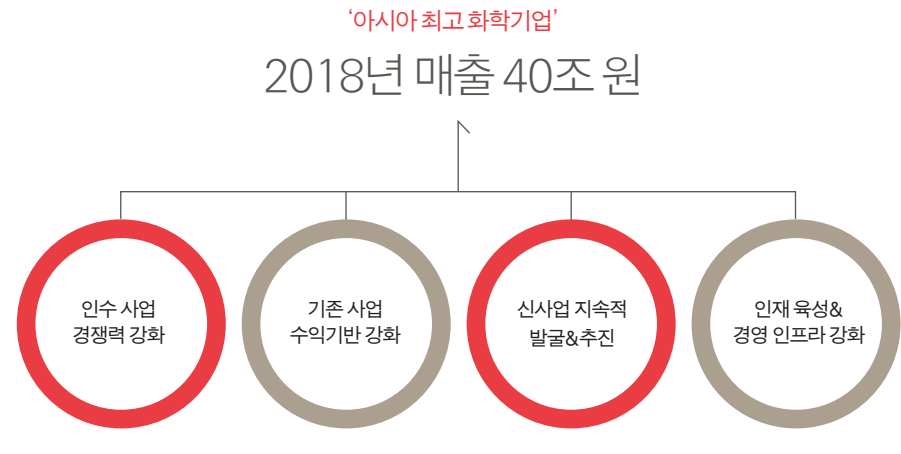 ‘아시아 최고 화학기업’
2018년 매출 40조 원
인수 사업
경쟁력 강화
기존 사업
수익기반 강화
신사업 지속적
발굴&추진
인재 육성&
경영 인프라 강화